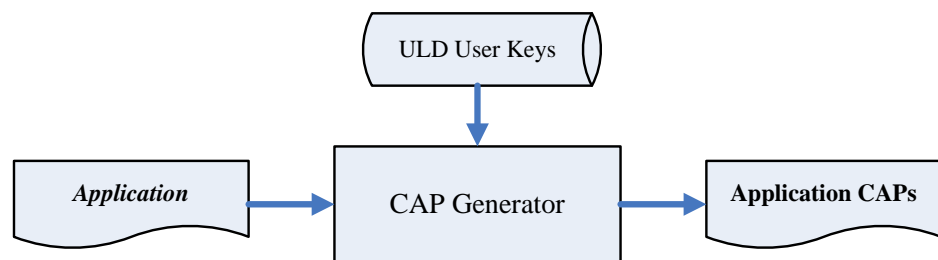 ULD User Keys
Application
CAP Generator
Application CAPs